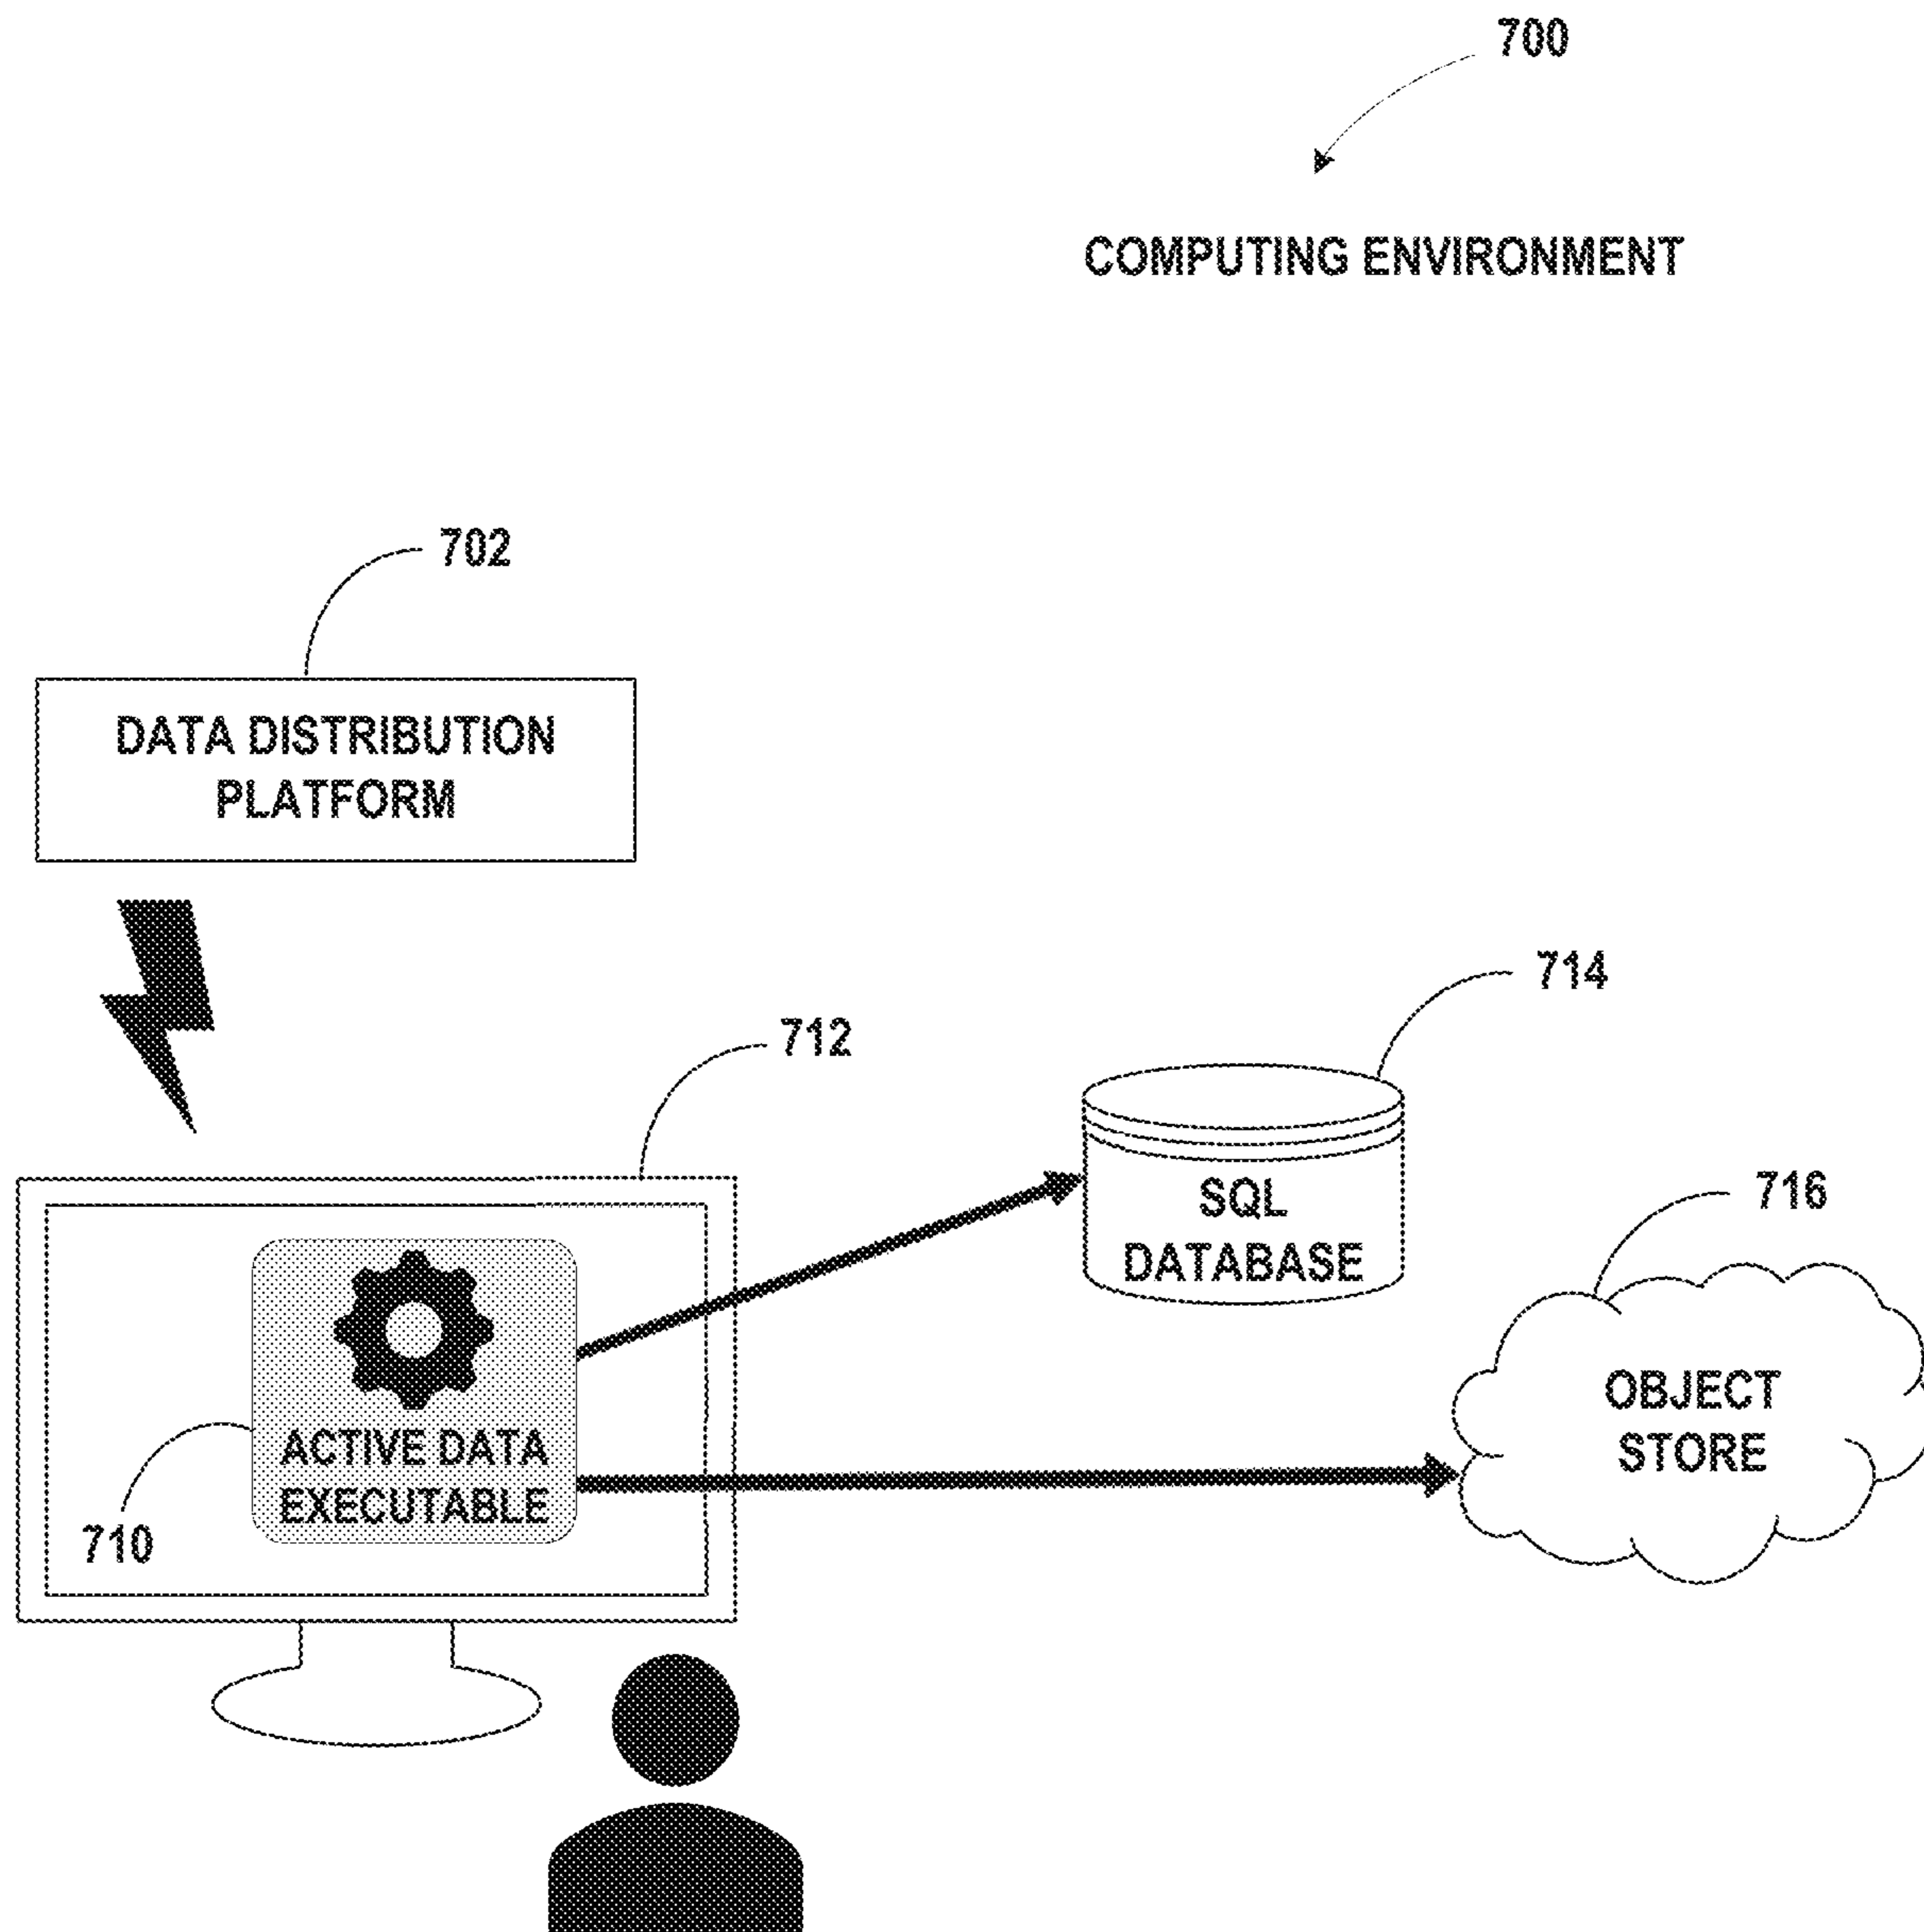 700
COMPUTING ENVIRONMENT
702
DATA DISTRIBUTION
PLATFORM
714
712
716
SQL
DATABASE
OBJECT
STORE
ACTIVE DATA
EXECUTABLE
710